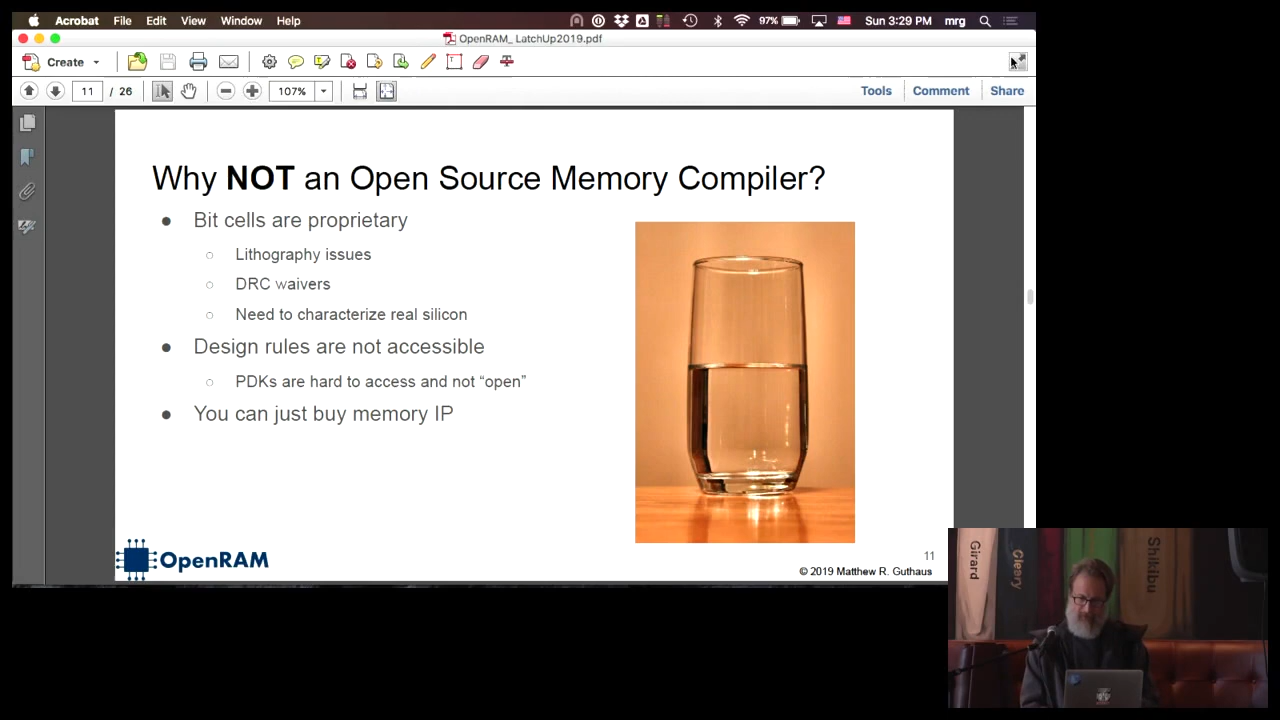 Acrobat File Edit View Window Help
97% Sun 3:29 PM mrg
OpenRAM_ LatchUp2019.pdf
Create
11 / 26 107% Tools Comment Share
Why NOT an Open Source Memory Compiler?
● Bit cells are proprietary
○ Lithography issues
○ DRC waivers
○ Need to characterize real silicon
● Design rules are not accessible
○ PDKs are hard to access and not “open”
● You can just buy memory IP
OpenRAM
11
© 2019 Matthew R. Guthaus
Girard
Cleary
Shikibu